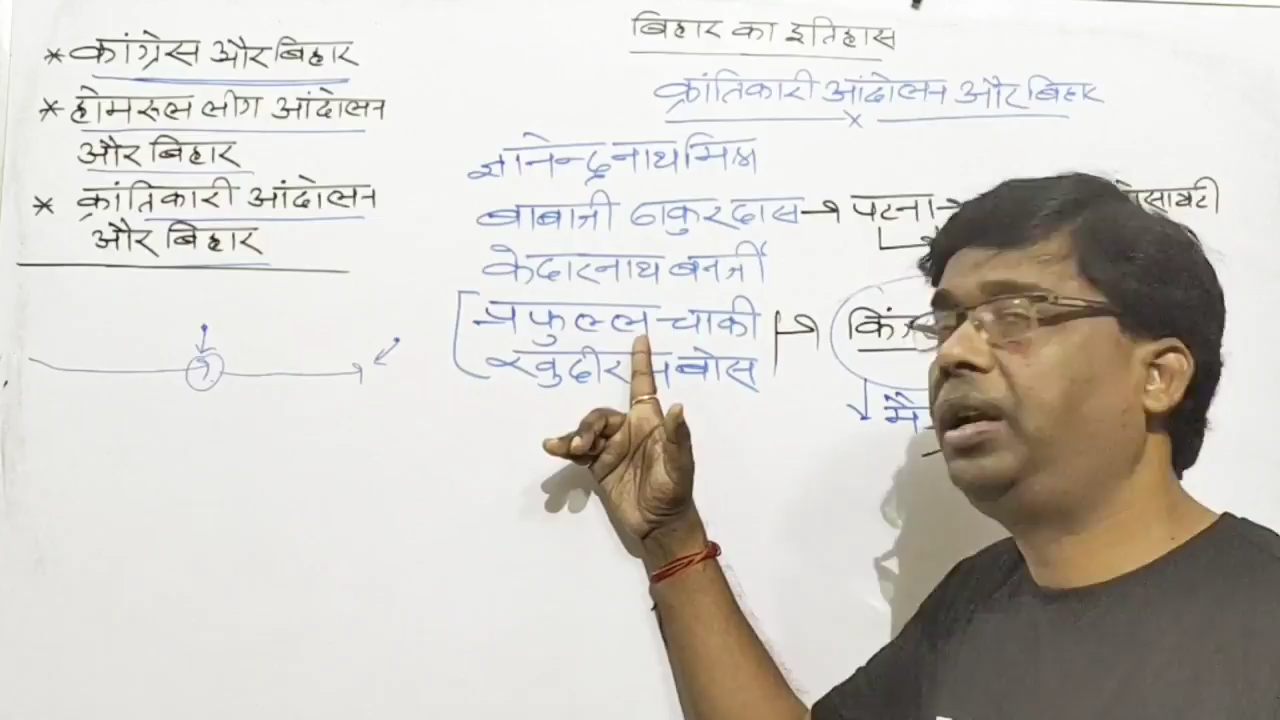 * कांग्रेस और बिहार
* होमरुल लीग आंदोलन
और बिहार
* क्रांतिकारी आंदोलन
और बिहार
बिहार का इतिहास
क्रांतिकारी आंदोलन और बिहार
ज्ञानेन्द्रनाथ मिश्र
बाबाजी ठाकुरदास → पटना →
केदारनाथ बनर्जी
प्रफुल्ल चाकी
खुदीराम बोस